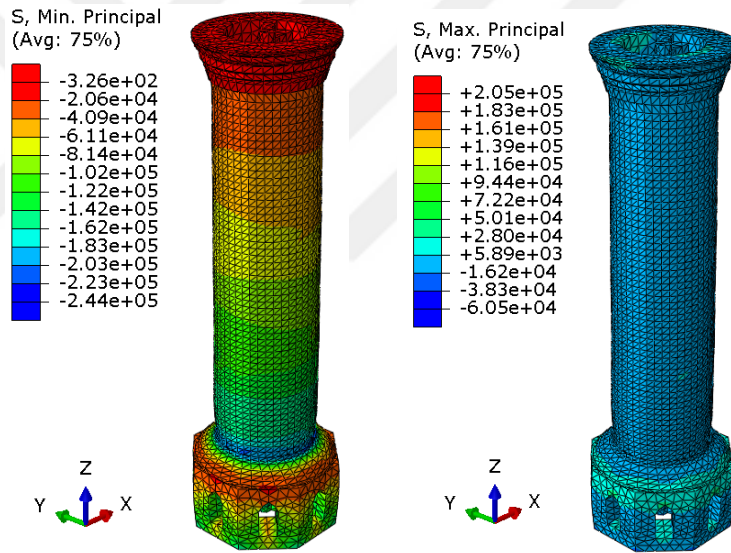 S, Min. Principal
(Avg: 75%)
-3.26e+02
-2.06e+04
-4.09e+04
-6.11e+04
-8.14e+04
-1.02e+05
-1.22e+05
-1.42e+05
-1.62e+05
-1.83e+05
-2.03e+05
-2.23e+05
-2.44e+05
Z
Y
X
S, Max. Principal
(Avg: 75%)
+2.05e+05
+1.83e+05
+1.61e+05
+1.39e+05
+1.16e+05
+9.44e+04
+7.22e+04
+5.01e+04
+2.80e+04
+5.89e+03
-1.62e+04
-3.83e+04
-6.05e+04
Z
Y
X